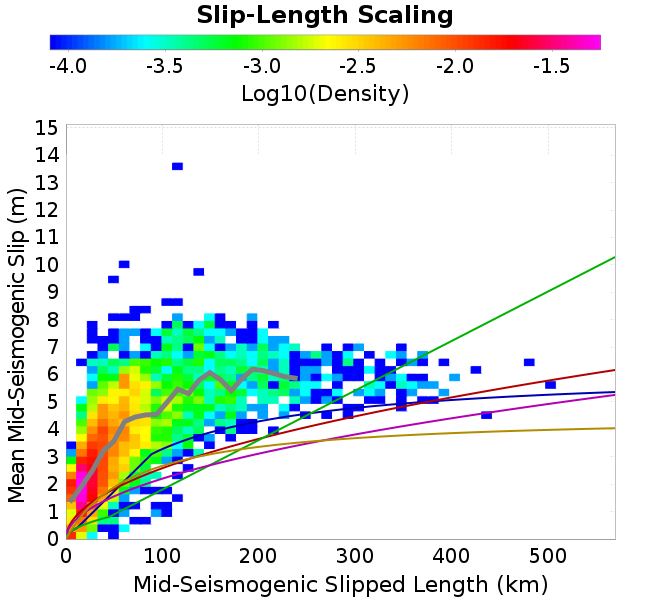 Slip-Length Scaling
-4.0 -3.5 -3.0 -2.5 -2.0 -1.5
Log10(Density)
Mean Mid-Seismogenic Slip (m)
15
14
13
12
11
10
9
8
7
6
5
4
3
2
1
0
0 100 200 300 400 500
Mid-Seismogenic Slipped Length (km)